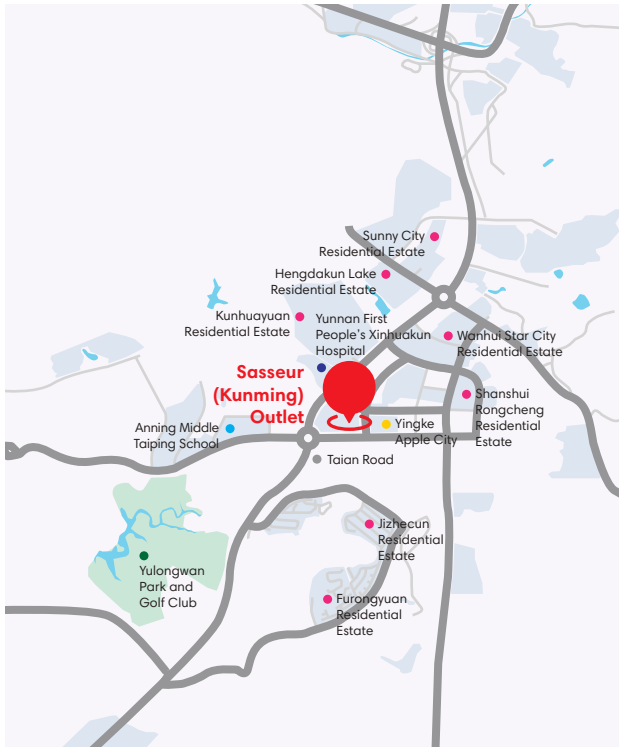 Sunny City
Residential Estate
Hengdakun Lake
Residential Estate
Kunhuayuan
Residential Estate
Yunnan First
People's Xinhuakun
Hospital
Wanhui Star City
Residential Estate
Sasseur
(Kunming)
Outlet
Shanshui
Rongcheng
Residential
Estate
Anning Middle
Taiping School
Yingke
Apple City
Taian Road
Jizhecun
Residential
Estate
Yulongwan
Park and
Golf Club
Furongyuan
Residential
Estate